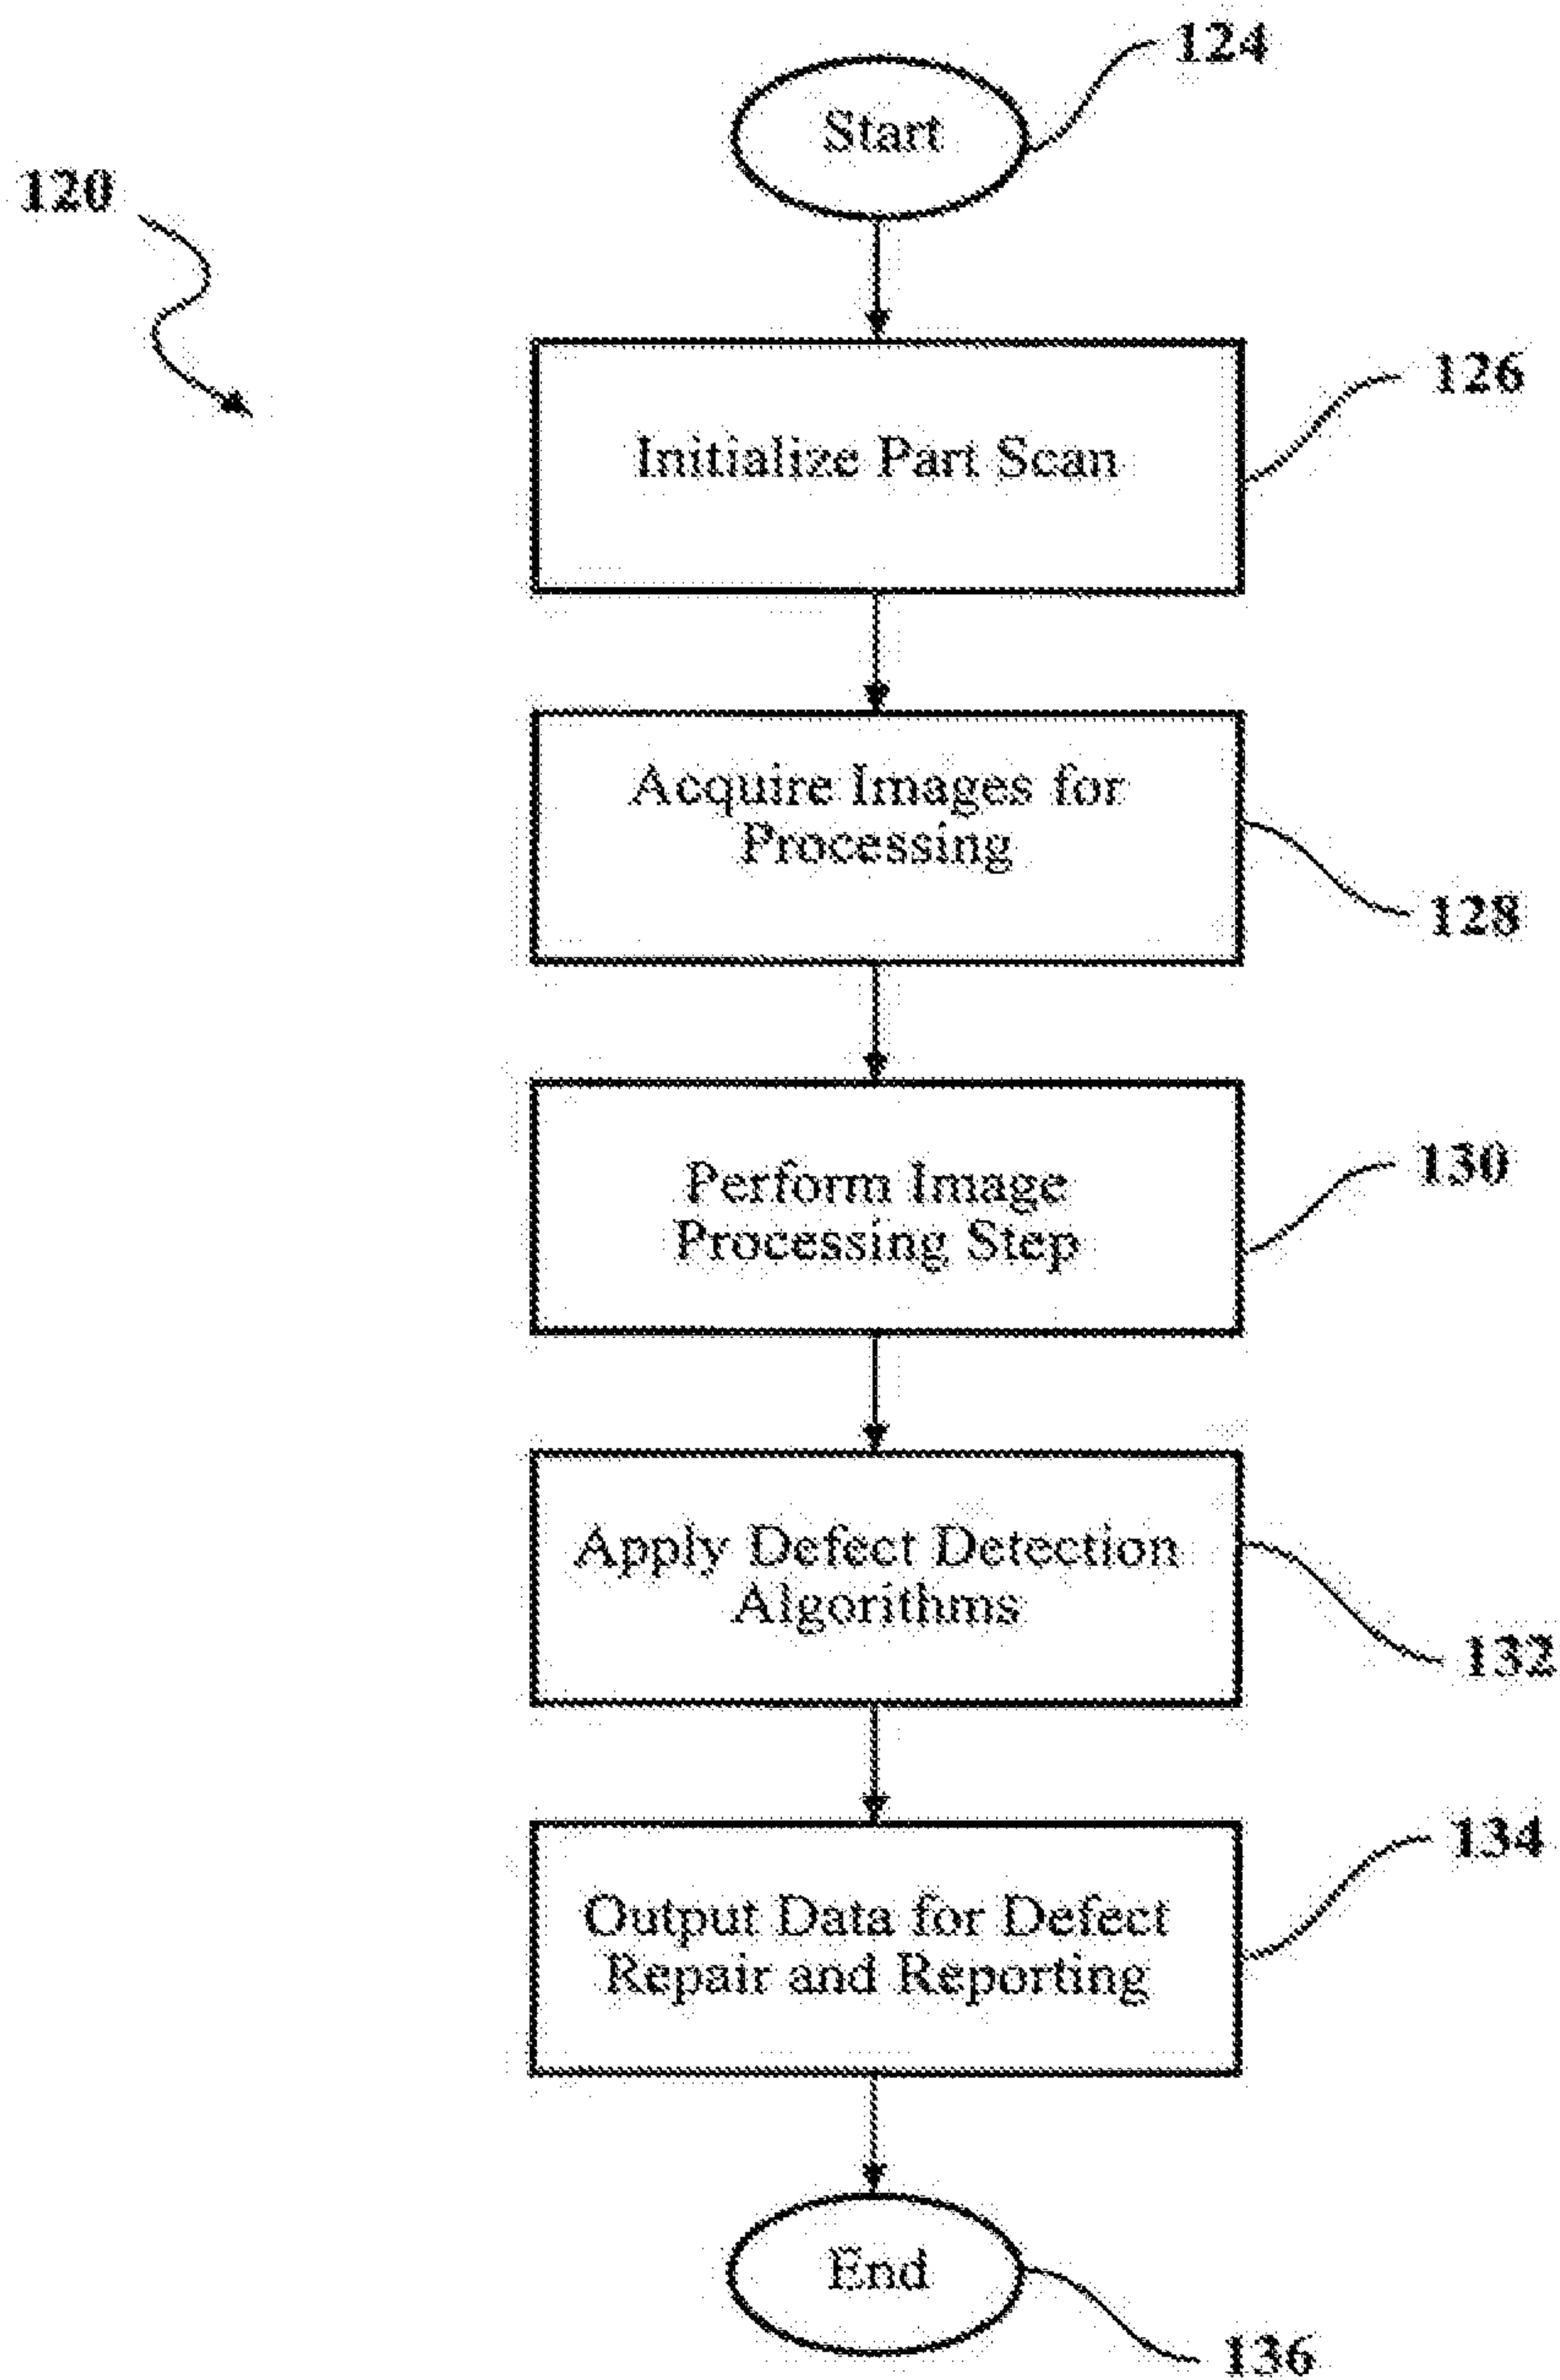 124
Start
120
126
Initialize Part Scan
Acquire Images for
Processing
128
130
Perform Image
Processing Step
Apply Defect Detection
Algorithms
132
134
Output Data for Defect
Repair and Reporting
End
136